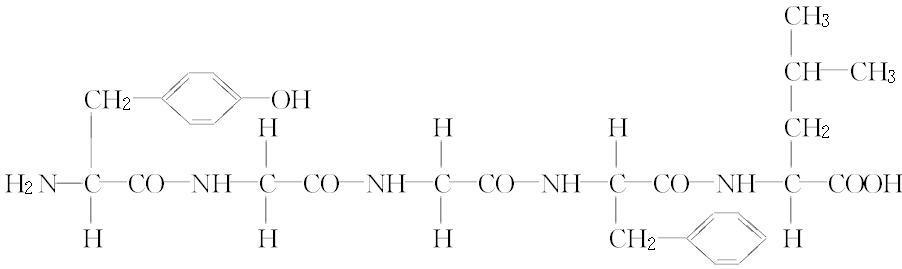 CH3
CH—CH3
CH2 OH
H H H CH2
H2N—C—CO—NH—C—CO—NH—C—CO—NH—C—CO—NH—C—COOH
H H H CH2 H